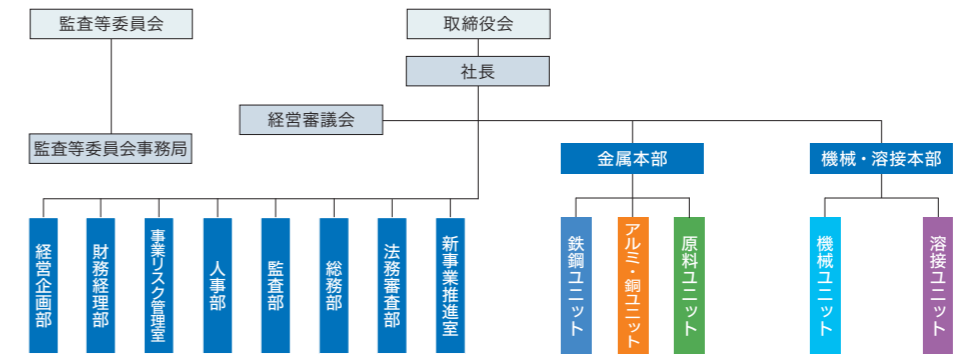 監査等委員会
取締役会
社長
経営審議会
監査等委員会事務局
金属本部
機械・溶接本部
経営企画部
財務経理部
事業リスク管理室
人事部
監査部
総務部
法務審査部
新事業推進室
鉄鋼ユニット
アルミ・銅ユニット
原料ユニット
機械ユニット
溶接ユニット